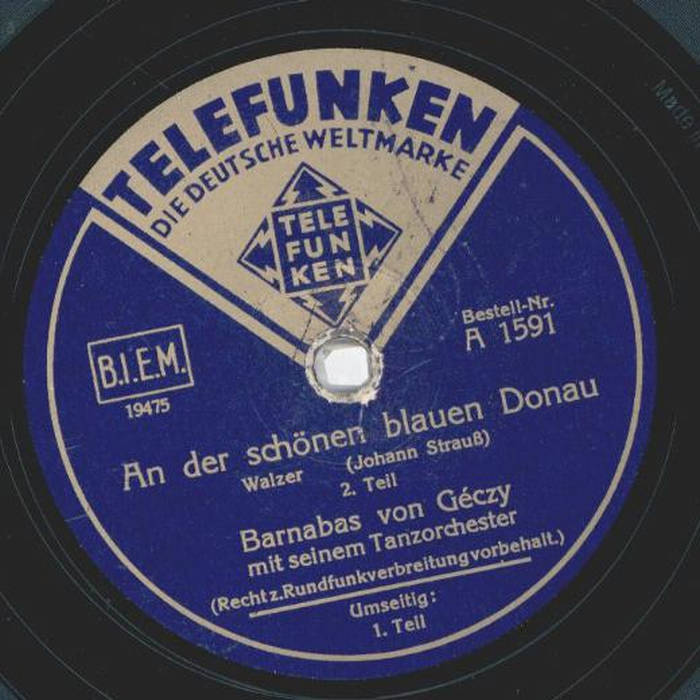 TELEFUNKEN
DIE DEUTSCHE WELTMARKE
TELE
FUN
KEN
Bestell-Nr.
A 1591
B.I.E.M.
19475
An der schönen blauen Donau
Walzer (Johann Strauß)
2. Teil
Barnabas von Géczy
mit seinem Tanzorchester
(Recht z. Rundfunkverbreitung vorbehalt.)
Umseitig:
1. Teil
Made